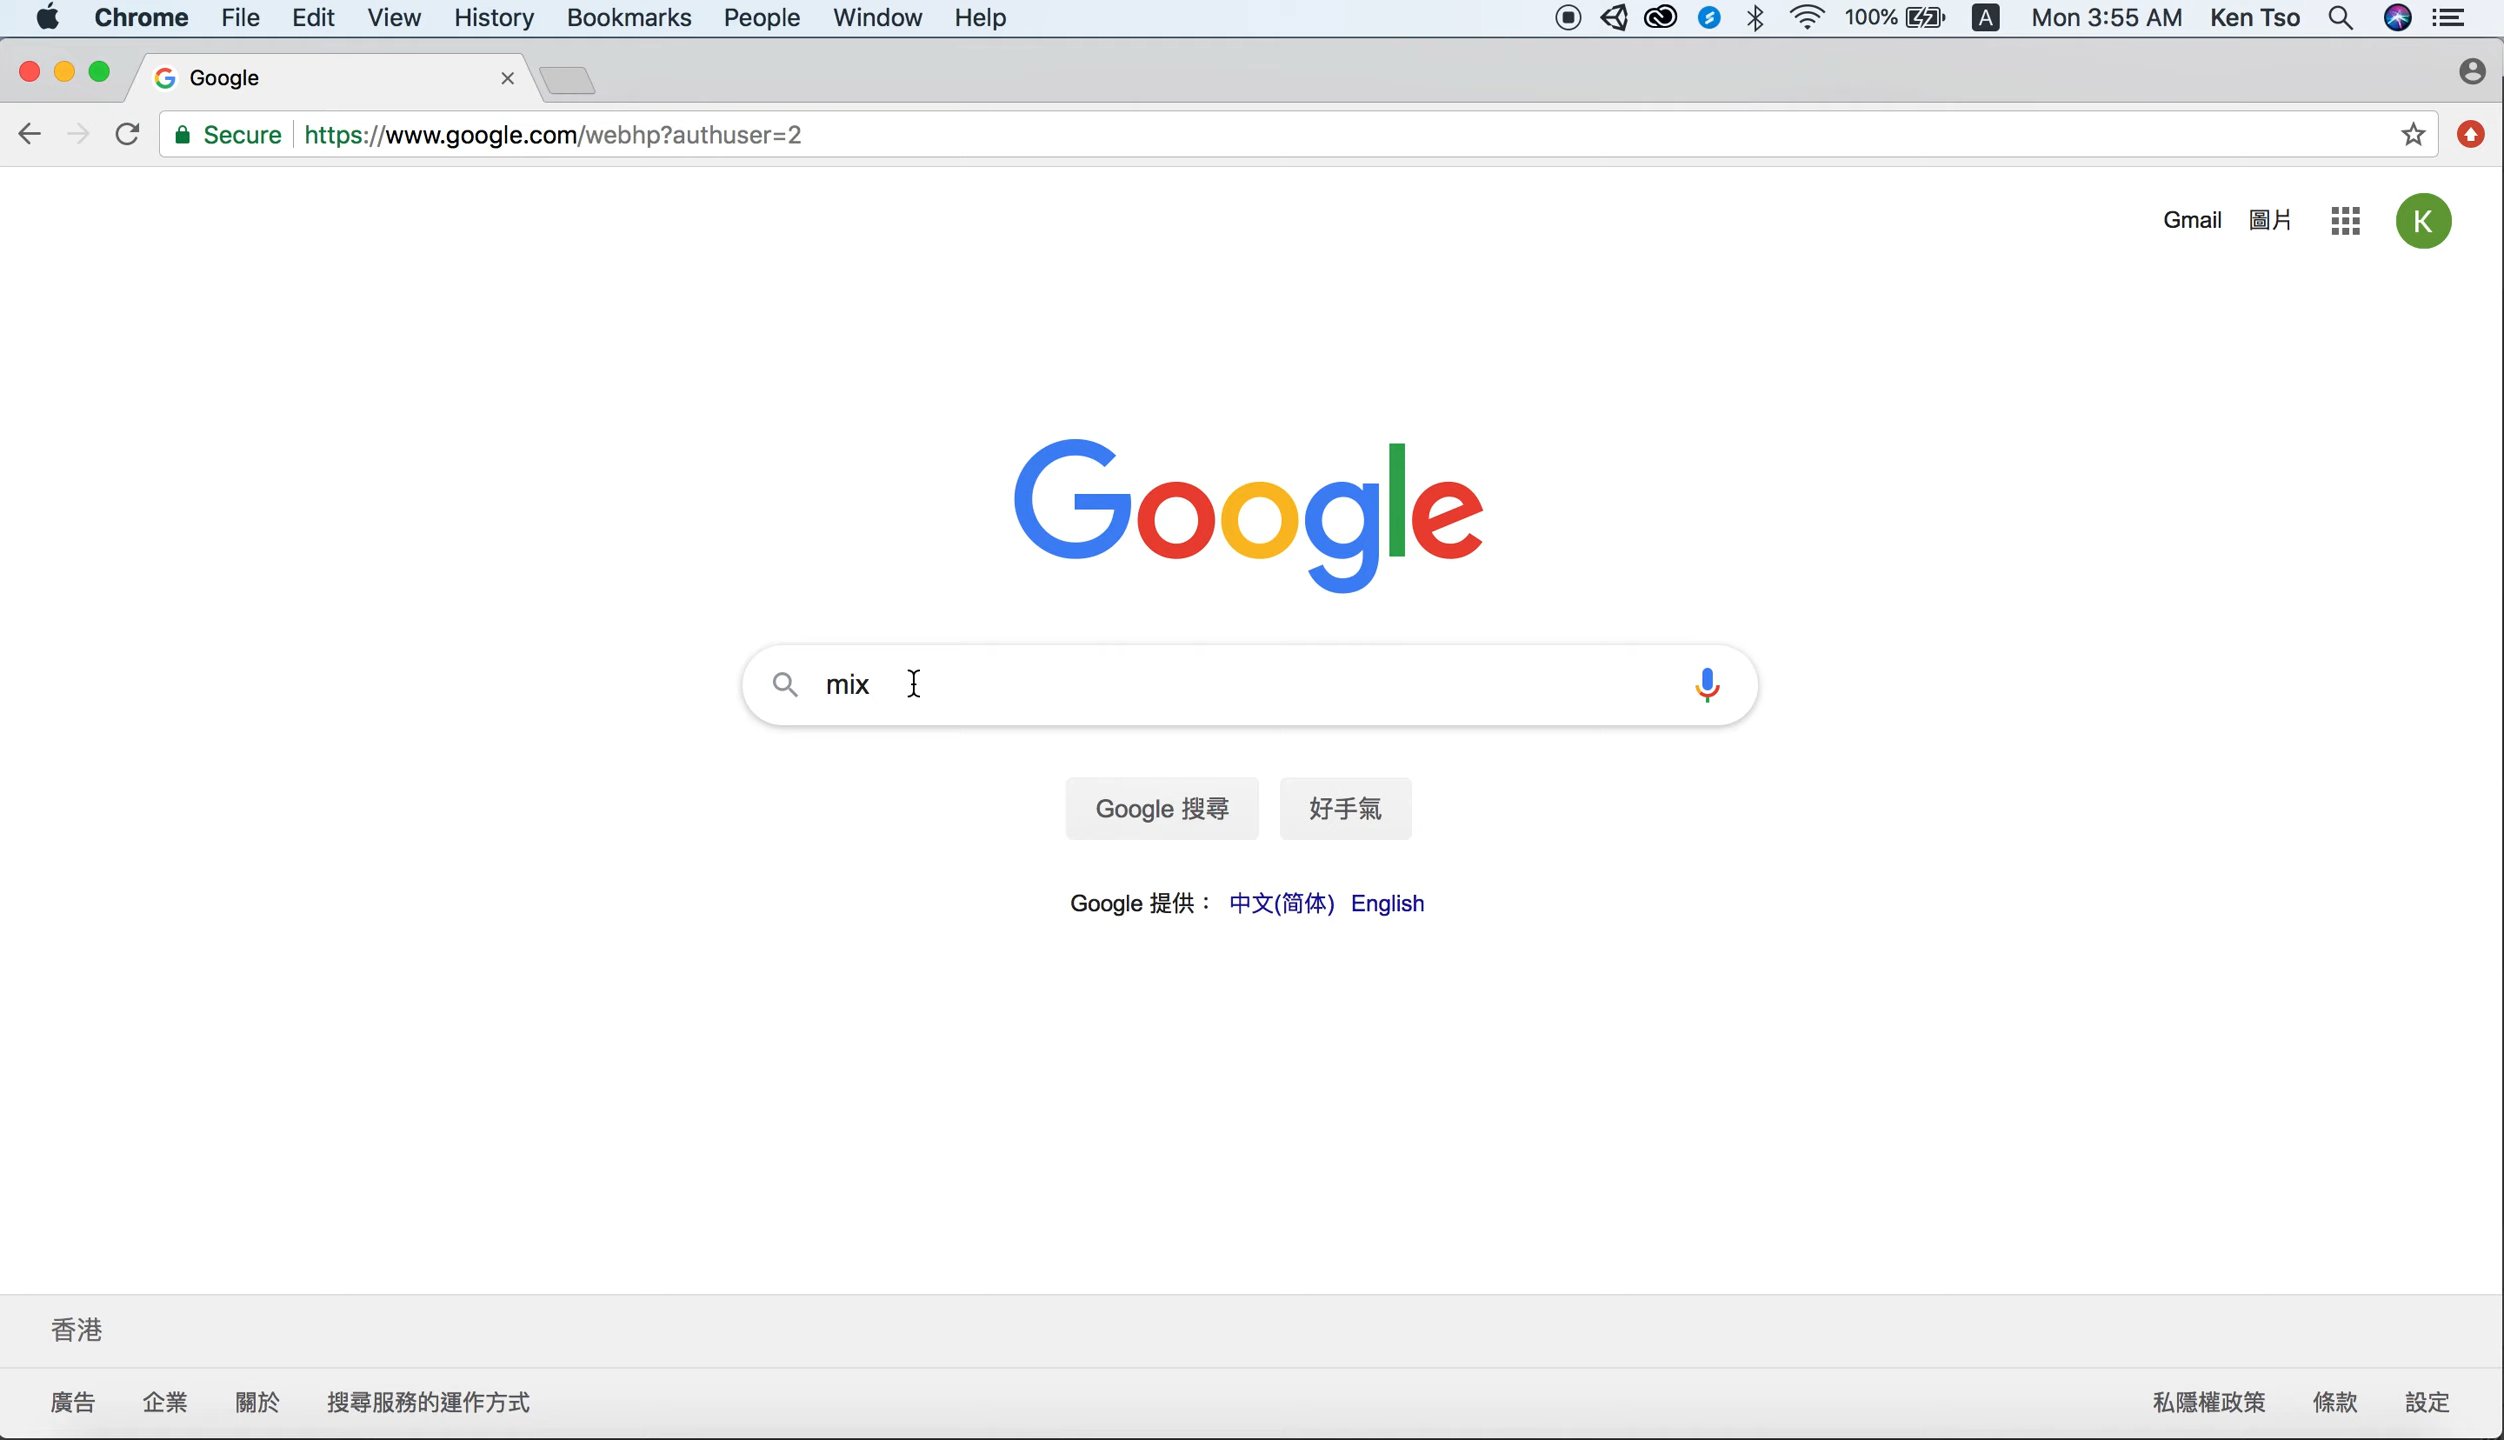 Chrome File Edit View History Bookmarks People Window Help 100% A Mon 3:55 AM Ken Tso
Google
Secure https://www.google.com/webhp?authuser=2
Gmail 圖片 K
Google
mix
Google 搜尋 好手氣
Google 提供： 中文(简体) English
香港
廣告 企業 關於 搜尋服務的運作方式 私隱權政策 條款 設定